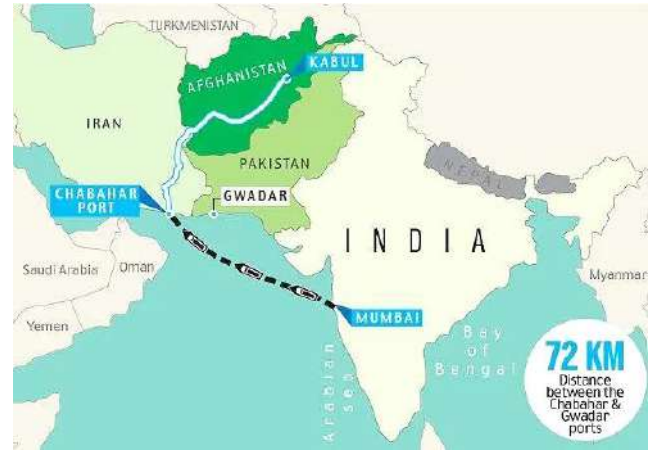 TURKMENISTAN
AFGHANISTAN
KABUL
IRAN
PAKISTAN
CHABAHAR
PORT
GWADAR
NEPAL
INDIA
Saudi Arabia
Oman
Myanmar
Yemen
MUMBAI
Arabian
sea
Bay
of
Bengal
72 KM
Distance
between the
Chabahar &
Gwadar
ports